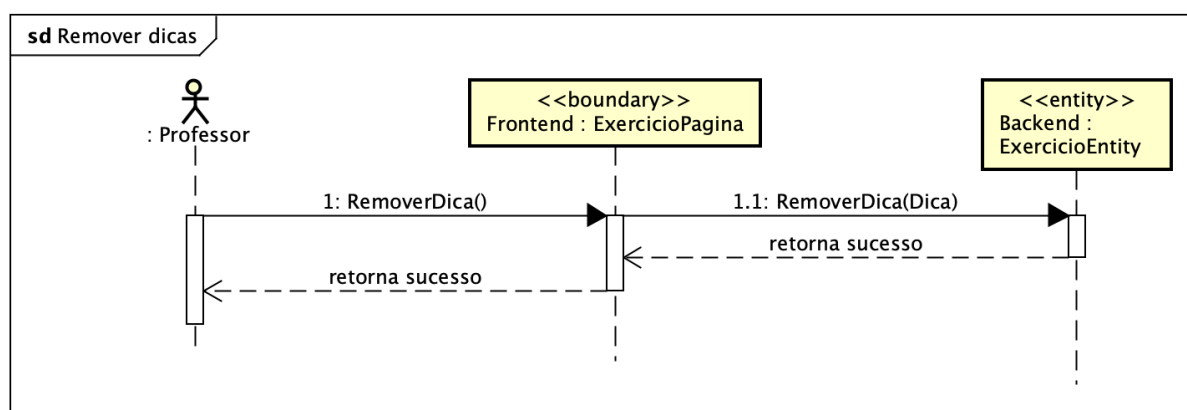 sd Remover dicas
: Professor
<<boundary>>
Frontend : ExercicioPagina
<<entity>>
Backend :
ExercicioEntity
1: RemoverDica()
1.1: RemoverDica(Dica)
retorna sucesso
retorna sucesso